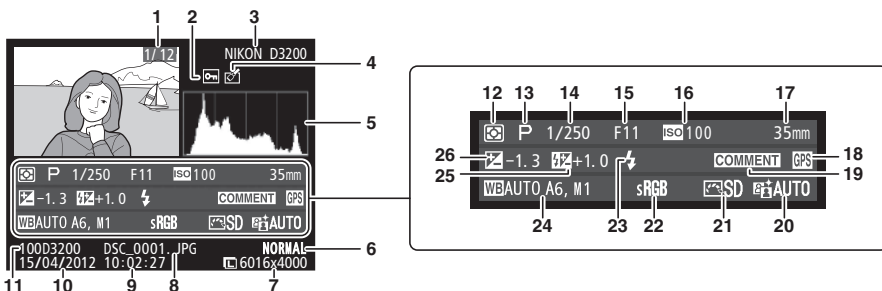 1 2 3
1/12 NIKON D3200
4
5
P 1/250 F11 ISO 100 35mm
-1.3 +1.0 COMMENT GPS
WB AUTO A6, M1 sRGB SD AUTO
100D3200 DSC_0001.JPG NORMAL
15/04/2012 10:02:27 L 6016x4000
6
11 10 9 8 7
12 13 14 15 16 17
P 1/250 F11 ISO 100 35mm
26 -1.3 +1.0 COMMENT GPS 18
25 19
WB AUTO A6, M1 sRGB SD AUTO
24 23 22 21 20